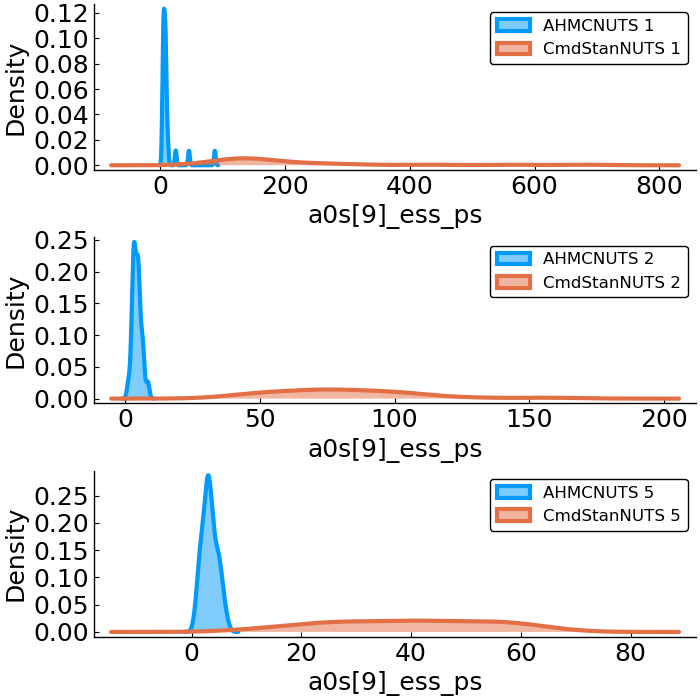 Density
0.12
0.10
0.08
0.06
0.04
0.02
0.00
AHMCNUTS 1
CmdStanNUTS 1
0 200 400 600 800
a0s[9]_ess_ps
Density
0.25
0.20
0.15
0.10
0.05
0.00
AHMCNUTS 2
CmdStanNUTS 2
0 50 100 150 200
a0s[9]_ess_ps
Density
0.25
0.20
0.15
0.10
0.05
0.00
AHMCNUTS 5
CmdStanNUTS 5
0 20 40 60 80
a0s[9]_ess_ps